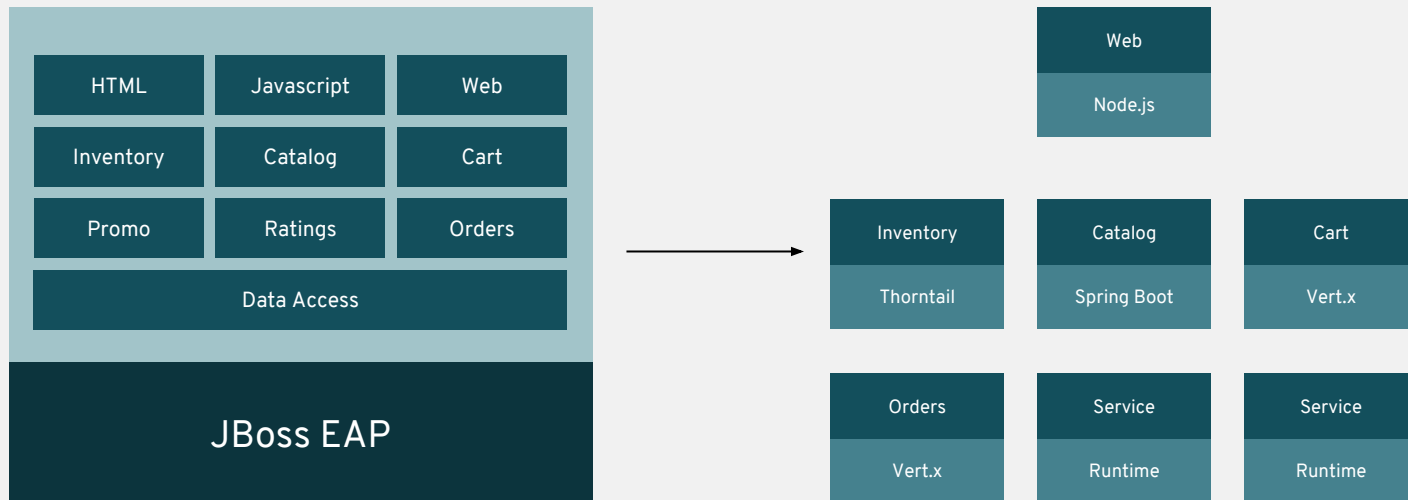 HTML
Javascript
Web
Inventory
Catalog
Cart
Promo
Ratings
Orders
Data Access
JBoss EAP
Web
Node.js
Inventory
Thorntail
Catalog
Spring Boot
Cart
Vert.x
Orders
Vert.x
Service
Runtime
Service
Runtime